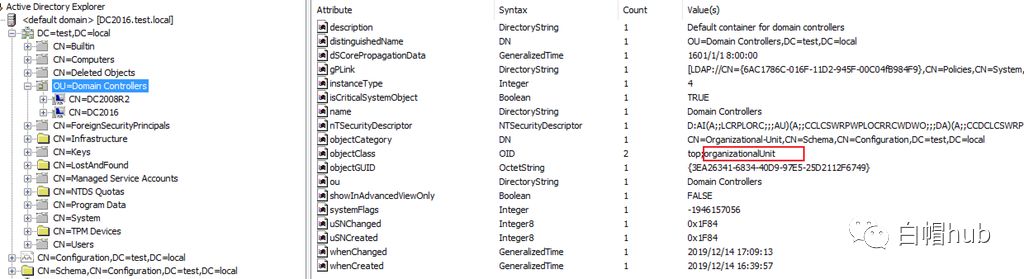 Active Directory Explorer
<default domain> [DC2016.test.local]
DC=test,DC=local
CN=Builtin
CN=Computers
CN=Deleted Objects
OU=Domain Controllers
CN=DC2008R2
CN=DC2016
CN=ForeignSecurityPrincipals
CN=Infrastructure
CN=Keys
CN=LostAndFound
CN=Managed Service Accounts
CN=NTDS Quotas
CN=Program Data
CN=System
CN=TPM Devices
CN=Users
CN=Configuration,DC=test,DC=local
CN=Schema,CN=Configuration,DC=test,DC=local
Attribute Syntax Count Value(s)
description DirectoryString 1 Default container for domain controllers
distinguishedName DN 1 OU=Domain Controllers,DC=test,DC=local
dSCorePropagationData GeneralizedTime 1 1601/1/1 8:00:00
gPLink DirectoryString 1 [LDAP://CN={6AC1786C-016F-11D2-945F-00C04fB984F9},CN=Policies,CN=System,
instanceType Integer 1 4
isCriticalSystemObject Boolean 1 TRUE
name DirectoryString 1 Domain Controllers
nTSecurityDescriptor NTSecurityDescriptor 1 D:AI(A;;LCRPLORC;;;AU)(A;;CCLCSWRPWPLOCRRCWDWO;;;DA)(A;;CCDCLCSWRP
objectCategory DN 1 CN=Organizational-Unit,CN=Schema,CN=Configuration,DC=test,DC=local
objectClass OID 2 top;organizationalUnit
objectGUID OctetString 1 {3EA26341-6834-40D9-97E5-25D2112F6749}
ou DirectoryString 1 Domain Controllers
showInAdvancedViewOnly Boolean 1 FALSE
systemFlags Integer 1 -1946157056
uSNChanged Integer8 1 0x1F84
uSNCreated Integer8 1 0x1F84
whenChanged GeneralizedTime 1 2019/12/14 17:09:13
whenCreated GeneralizedTime 1 2019/12/14 16:39:57
白帽hub